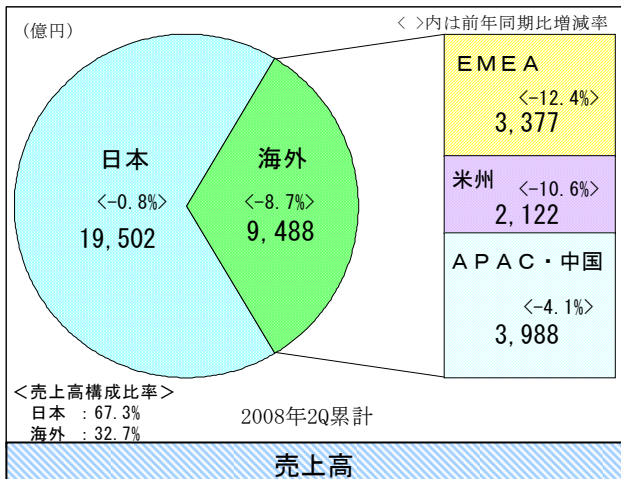 (億円)
< >内は前年同期比増減率
日本
<-0.8%>
19,502
海外
<-8.7%>
9,488
ＥＭＥＡ
<-12.4%>
3,377
米州 <-10.6%>
2,122
ＡＰＡＣ・中国
<-4.1%>
3,988
＜売上高構成比率＞
日本 ：67.3%
海外 ：32.7%
2008年2Q累計
売上高